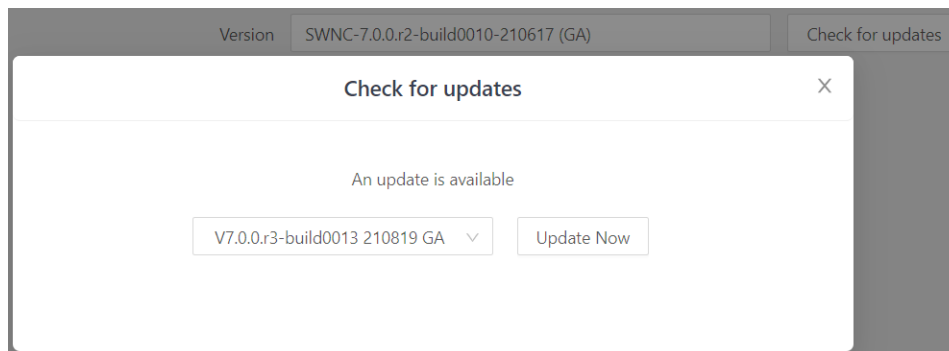 Version SWNC-7.0.0.r2-build0010-210617 (GA) Check for updates
Check for updates
An update is available
V7.0.0.r3-build0013 210819 GA Update Now